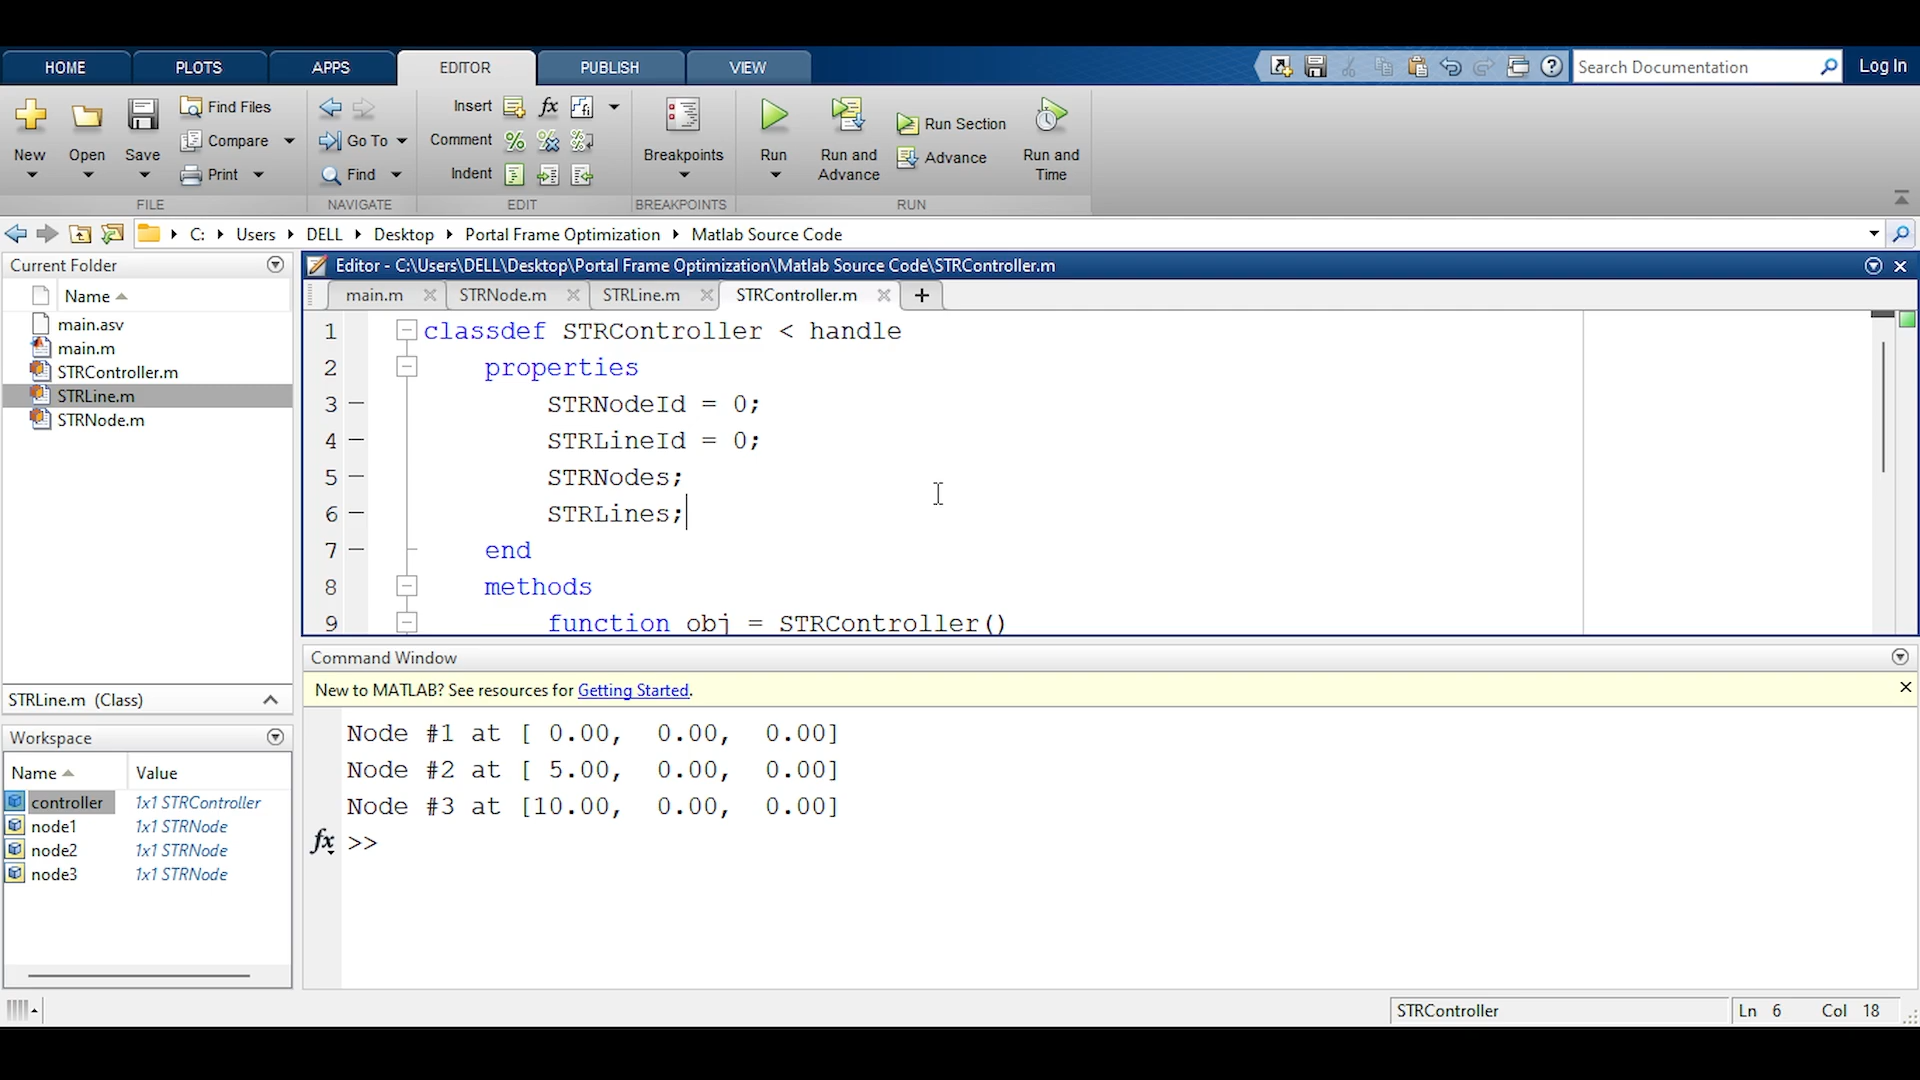 HOME PLOTS APPS EDITOR PUBLISH VIEW Search Documentation Log In
New Open Save Find Files Compare Print
FILE
Go To Find
NAVIGATE
Insert fx
Comment
Indent
EDIT
Breakpoints
BREAKPOINTS
Run Run and Advance Run Section Advance Run and Time
RUN
C: Users DELL Desktop Portal Frame Optimization Matlab Source Code
Current Folder
Name
main.asv
main.m
STRController.m
STRLine.m
STRNode.m
STRLine.m (Class)
Workspace
Name Value
controller 1x1 STRController
node1 1x1 STRNode
node2 1x1 STRNode
node3 1x1 STRNode
Editor - C:\Users\DELL\Desktop\Portal Frame Optimization\Matlab Source Code\STRController.m
main.m STRNode.m STRLine.m STRController.m +
1 classdef STRController < handle
2 properties
3 – STRNodeId = 0;
4 – STRLineId = 0;
5 – STRNodes;
6 – STRLines;
7 – end
8 methods
9 function obj = STRController()
Command Window
New to MATLAB? See resources for Getting Started.
Node #1 at [ 0.00, 0.00, 0.00]
Node #2 at [ 5.00, 0.00, 0.00]
Node #3 at [10.00, 0.00, 0.00]
fx >>
STRController Ln 6 Col 18